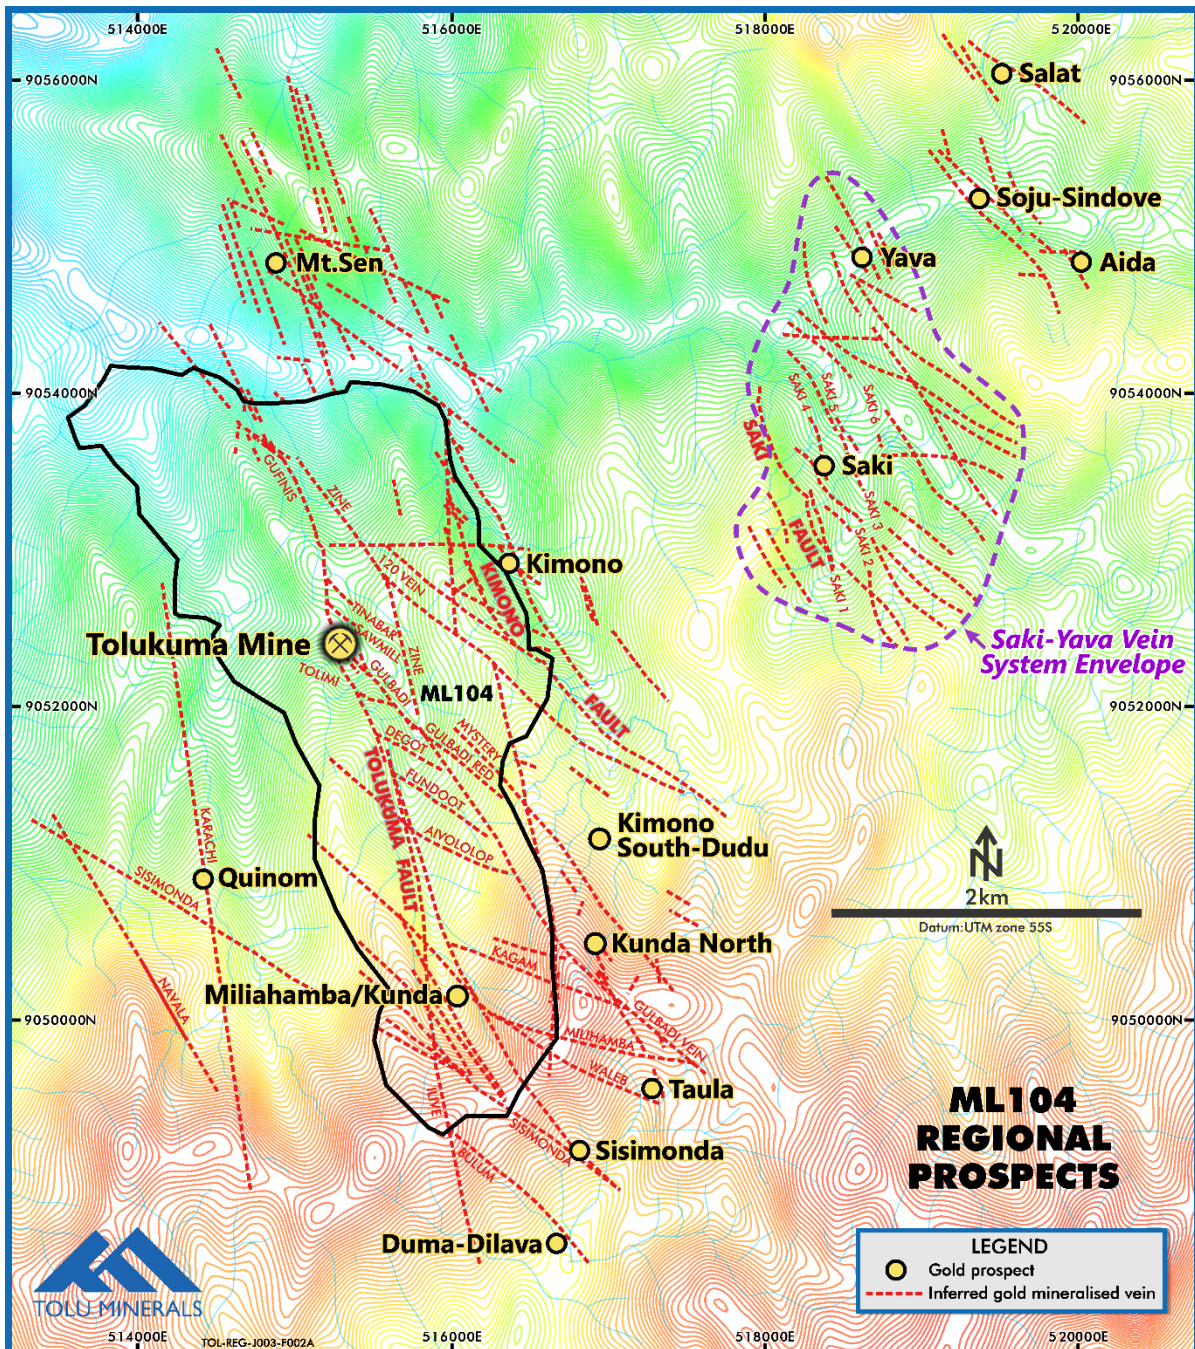 514000E
516000E
518000E
520000E
9056000N
9056000N
Salat
Soju-Sindove
Yava
Aida
Mt.Sen
9054000N
9054000N
SAKI 4
SAKI 5
SAKI 6
SAKI
FAULT
Saki
SAKI 3
SAKI 2
SAKI 1
GUFINIS
ZINE
Kimono
120 VEIN
KIMONO
FAULT
TINABAR
SAWMILL
ZINE
Tolukuma Mine
TOLIMI
GULBADI
ML104
Saki-Yava Vein
System Envelope
9052000N
9052000N
MYSTERY
GULBADI RED
DEGOT
TOLUKUMA FAULT
FUNDOOT
AIVOLOLOP
Kimono
South-Dudu
KARACHI
SISIMONDA
Quinom
N
2km
Datum:UTM zone 55S
Kunda North
KAGAM
Miliahamba/Kunda
NAVALA
9050000N
9050000N
GULBADI VEIN
MILIHAMBA
WALEB
Taula
ILIVE
SISIMONDA
Sisimonda
BULUM
Duma-Dilava
ML104
REGIONAL
PROSPECTS
LEGEND
Gold prospect
Inferred gold mineralised vein
TOLU MINERALS
TOL-REG-J003-F002A
514000E
516000E
518000E
520000E